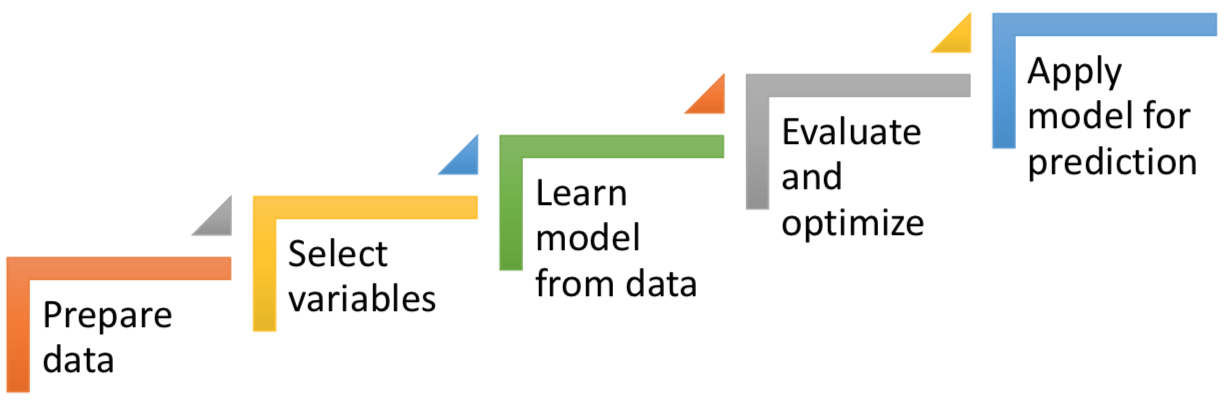 Prepare
data
Select
variables
Learn
model
from data
Evaluate
and
optimize
Apply
model for
prediction